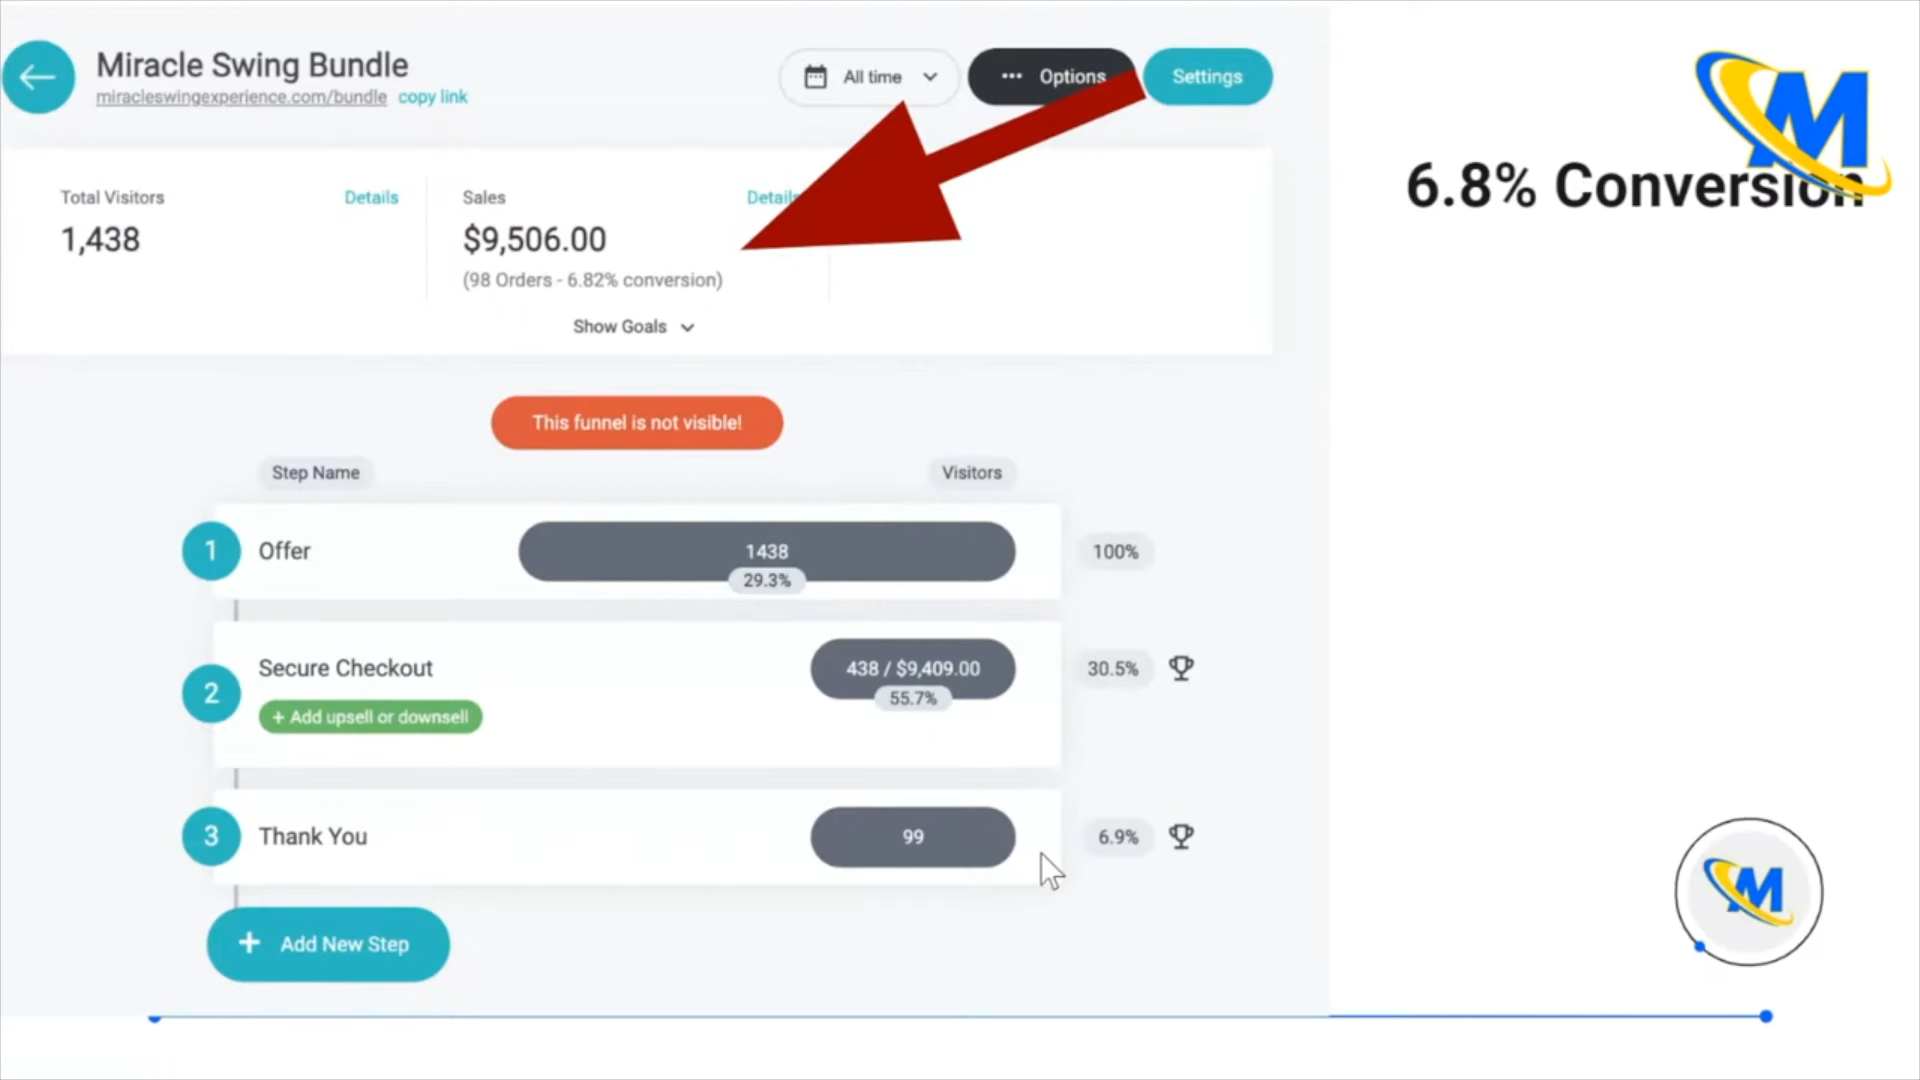 Miracle Swing Bundle
miracleswingexperience.com/bundle copy link
All time
Options
Settings
M
6.8% Conversion
Total Visitors Details
1,438
Sales Details
$9,506.00
(98 Orders - 6.82% conversion)
Show Goals
This funnel is not visible!
Step Name Visitors
1 Offer 1438 100%
29.3%
2 Secure Checkout 438 / $9,409.00 30.5%
55.7%
+ Add upsell or downsell
3 Thank You 99 6.9%
+ Add New Step
M